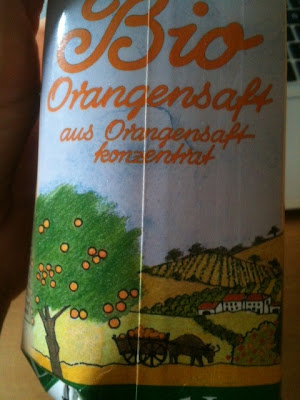 Bio
Orangensaft
aus Orangensaft-
konzentrat